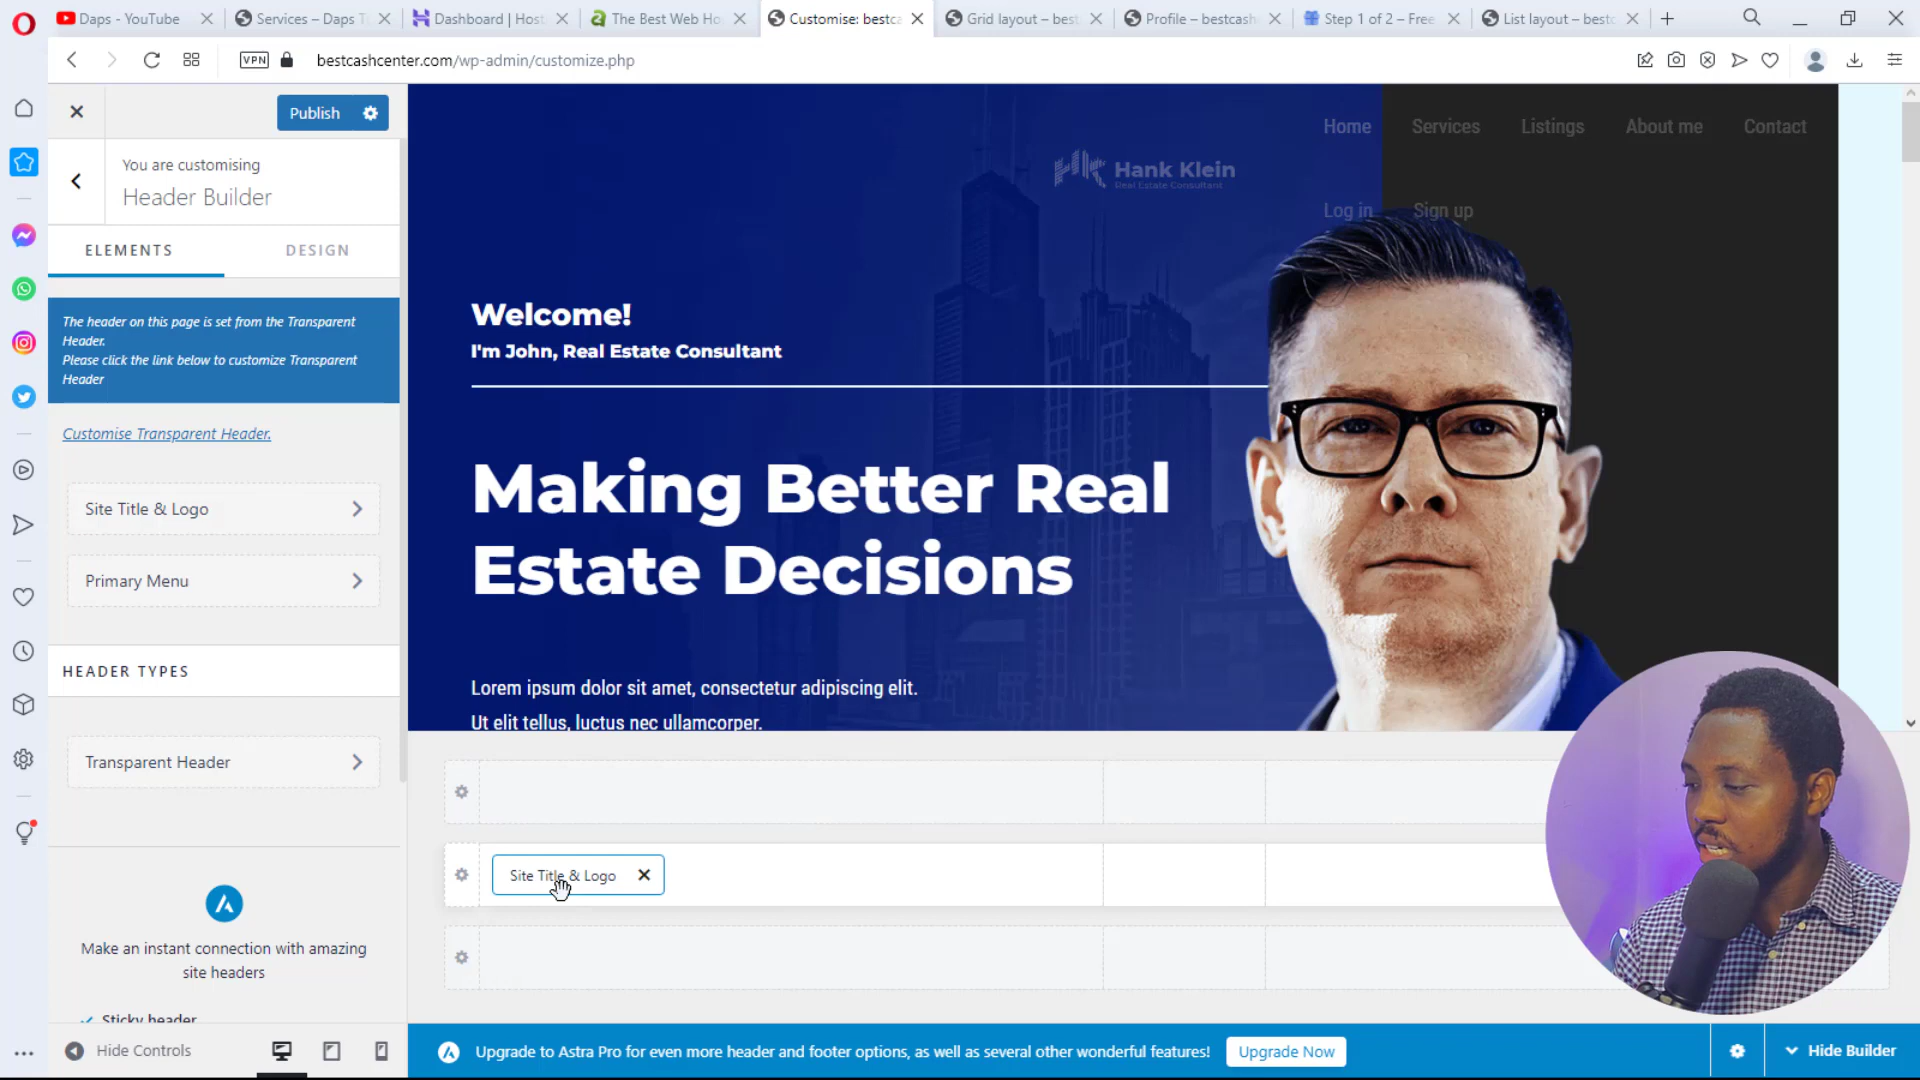 Daps - YouTube
Services – Daps T
Dashboard | Host
The Best Web Ho
Customise: bestca
Grid layout – best
Profile – bestcash
Step 1 of 2 – Free
List layout – bestc
VPN
bestcashcenter.com/wp-admin/customize.php
Publish
You are customising
Header Builder
ELEMENTS
DESIGN
The header on this page is set from the Transparent
Header.
Please click the link below to customize Transparent
Header
Customise Transparent Header.
Site Title & Logo
Primary Menu
HEADER TYPES
Transparent Header
Make an instant connection with amazing
site headers
Sticky header
Hide Controls
Home
Services
Listings
About me
Contact
Hank Klein
Real Estate Consultant
Log in
Sign up
Welcome!
I'm John, Real Estate Consultant
Making Better Real
Estate Decisions
Lorem ipsum dolor sit amet, consectetur adipiscing elit.
Ut elit tellus, luctus nec ullamcorper.
Site Title & Logo
Upgrade to Astra Pro for even more header and footer options, as well as several other wonderful features!
Upgrade Now
Hide Builder